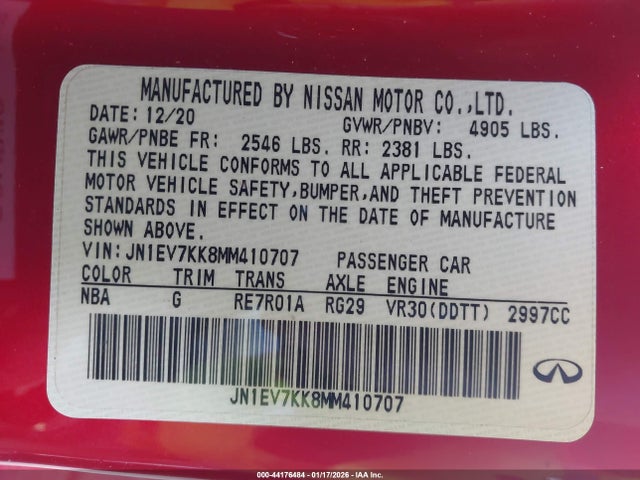 MANUFACTURED BY NISSAN MOTOR CO.,LTD.
DATE: 12/20 GVWR/PNBV: 4905 LBS.
GAWR/PNBE FR: 2546 LBS. RR: 2381 LBS.
THIS VEHICLE CONFORMS TO ALL APPLICABLE FEDERAL
MOTOR VEHICLE SAFETY,BUMPER,AND THEFT PREVENTION
STANDARDS IN EFFECT ON THE DATE OF MANUFACTURE
SHOWN ABOVE.
VIN:JN1EV7KK8MM410707 PASSENGER CAR
COLOR TRIM TRANS AXLE ENGINE
NBA G RE7R01A RG29 VR30(DDTT) 2997CC
JN1EV7KK8MM410707
000-44176484 - 01/17/2026 - IAA Inc.